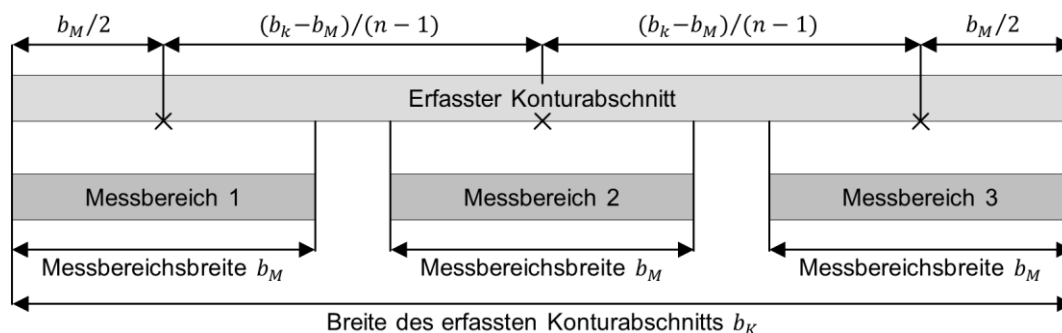 b_M/2
(b_k−b_M)/(n−1)
(b_k−b_M)/(n−1)
b_M/2
Erfasster Konturabschnitt
Messbereich 1
Messbereich 2
Messbereich 3
Messbereichsbreite b_M
Messbereichsbreite b_M
Messbereichsbreite b_M
Breite des erfassten Konturabschnitts b_K